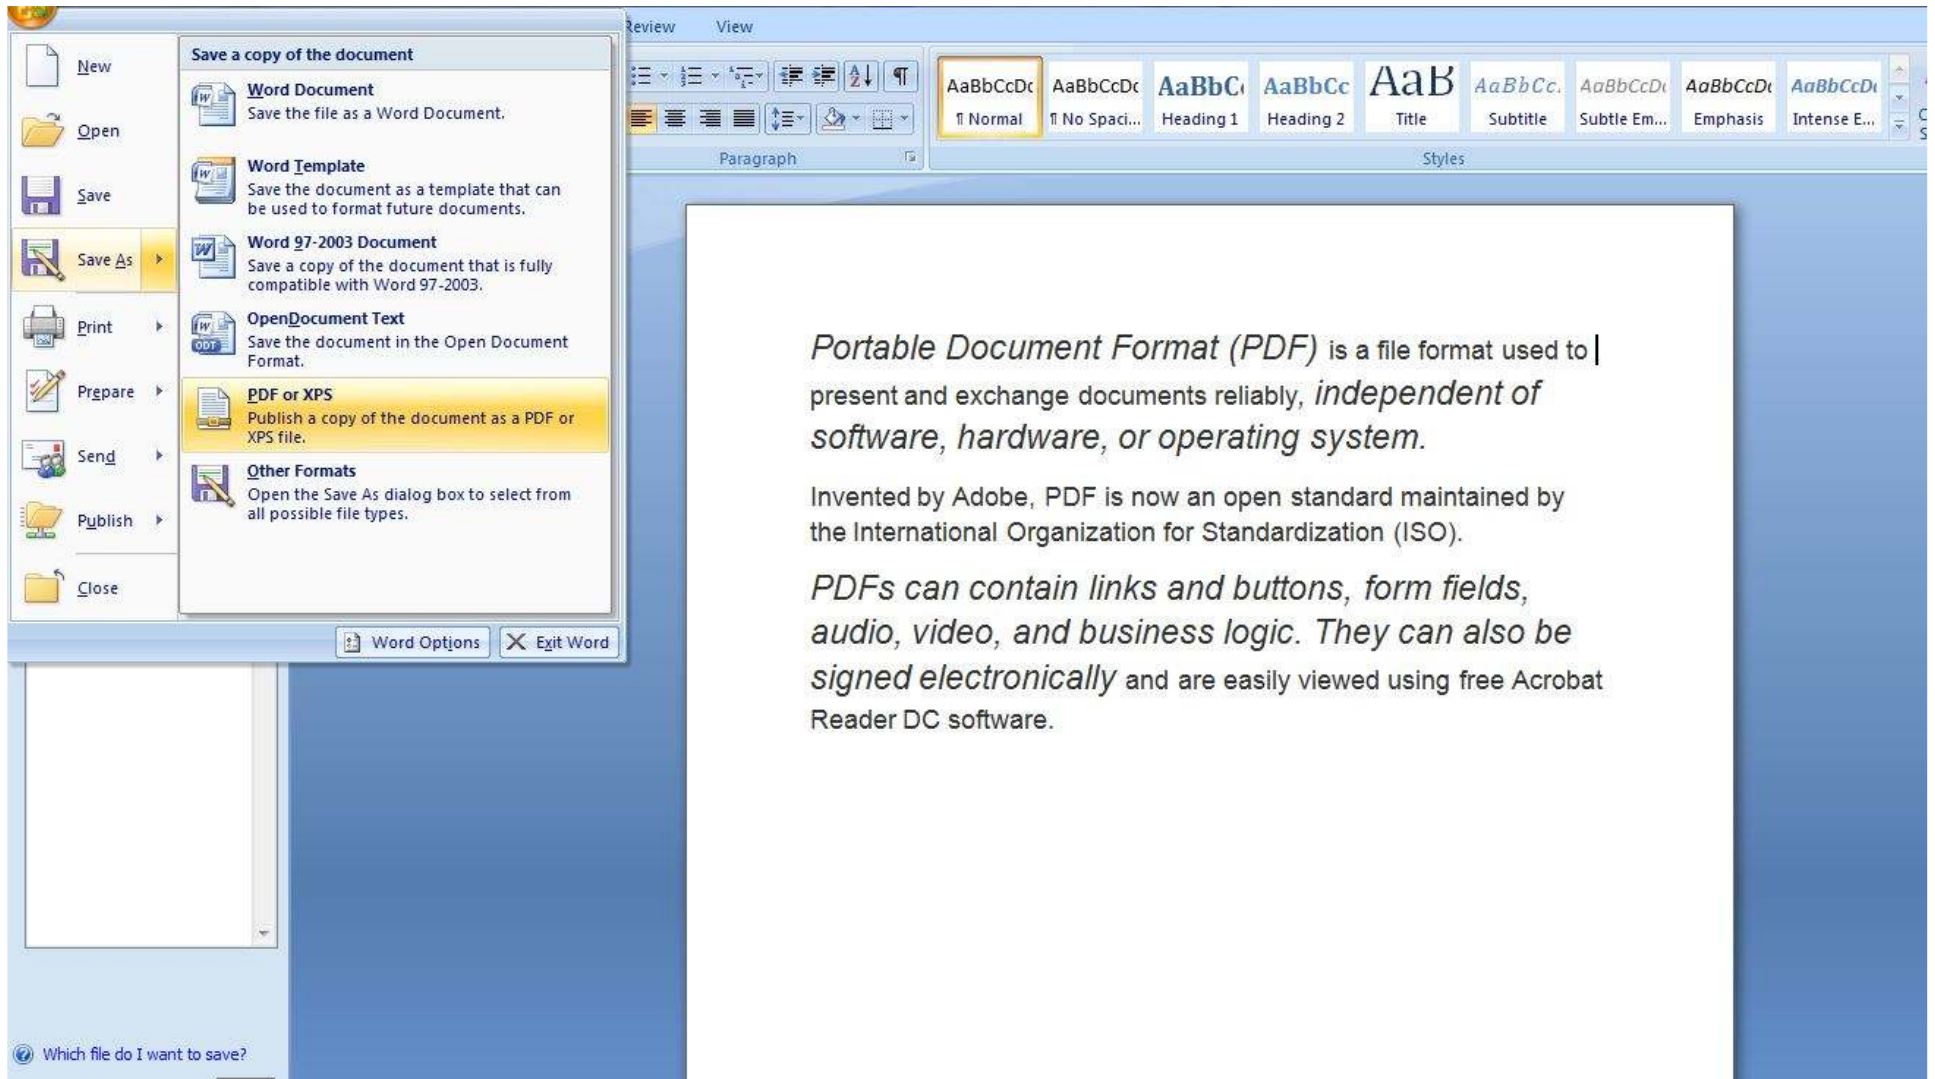 Review View
New
Open
Save
Save As
Print
Prepare
Send
Publish
Close
Save a copy of the document
Word Document
Save the file as a Word Document.
Word Template
Save the document as a template that can
be used to format future documents.
Word 97-2003 Document
Save a copy of the document that is fully
compatible with Word 97-2003.
OpenDocument Text
Save the document in the Open Document
Format.
ODT
PDF or XPS
Publish a copy of the document as a PDF or
XPS file.
Other Formats
Open the Save As dialog box to select from
all possible file types.
Word Options Exit Word
AaBbCcDc AaBbCcDc AaBbC AaBbCc AaB AaBbCc. AaBbCcDc AaBbCcDc AaBbCcDc
¶ Normal ¶ No Spaci... Heading 1 Heading 2 Title Subtitle Subtle Em... Emphasis Intense E...
Paragraph Styles
Portable Document Format (PDF) is a file format used to
present and exchange documents reliably, independent of
software, hardware, or operating system.
Invented by Adobe, PDF is now an open standard maintained by
the International Organization for Standardization (ISO).
PDFs can contain links and buttons, form fields,
audio, video, and business logic. They can also be
signed electronically and are easily viewed using free Acrobat
Reader DC software.
Which file do I want to save?